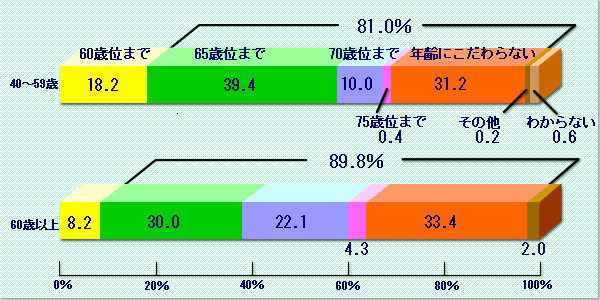 81.0%
60歳位まで 65歳位まで 70歳位まで 年齢にこだわらない
40～59歳 18.2 39.4 10.0 31.2
75歳位まで その他 わからない
0.4 0.2 0.6
89.8%
60歳以上 8.2 30.0 22.1 33.4
4.3 2.0
0% 20% 40% 60% 80% 100%